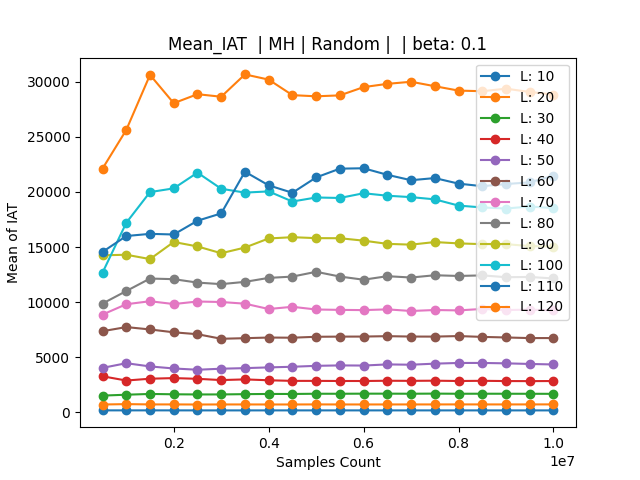 Mean_IAT | MH | Random | | beta: 0.1
Mean of IAT
30000
25000
20000
15000
10000
5000
0
L: 10
L: 20
L: 30
L: 40
L: 50
L: 60
L: 70
L: 80
L: 90
L: 100
L: 110
L: 120
0.2
0.4
0.6
0.8
1.0
1e7
Samples Count